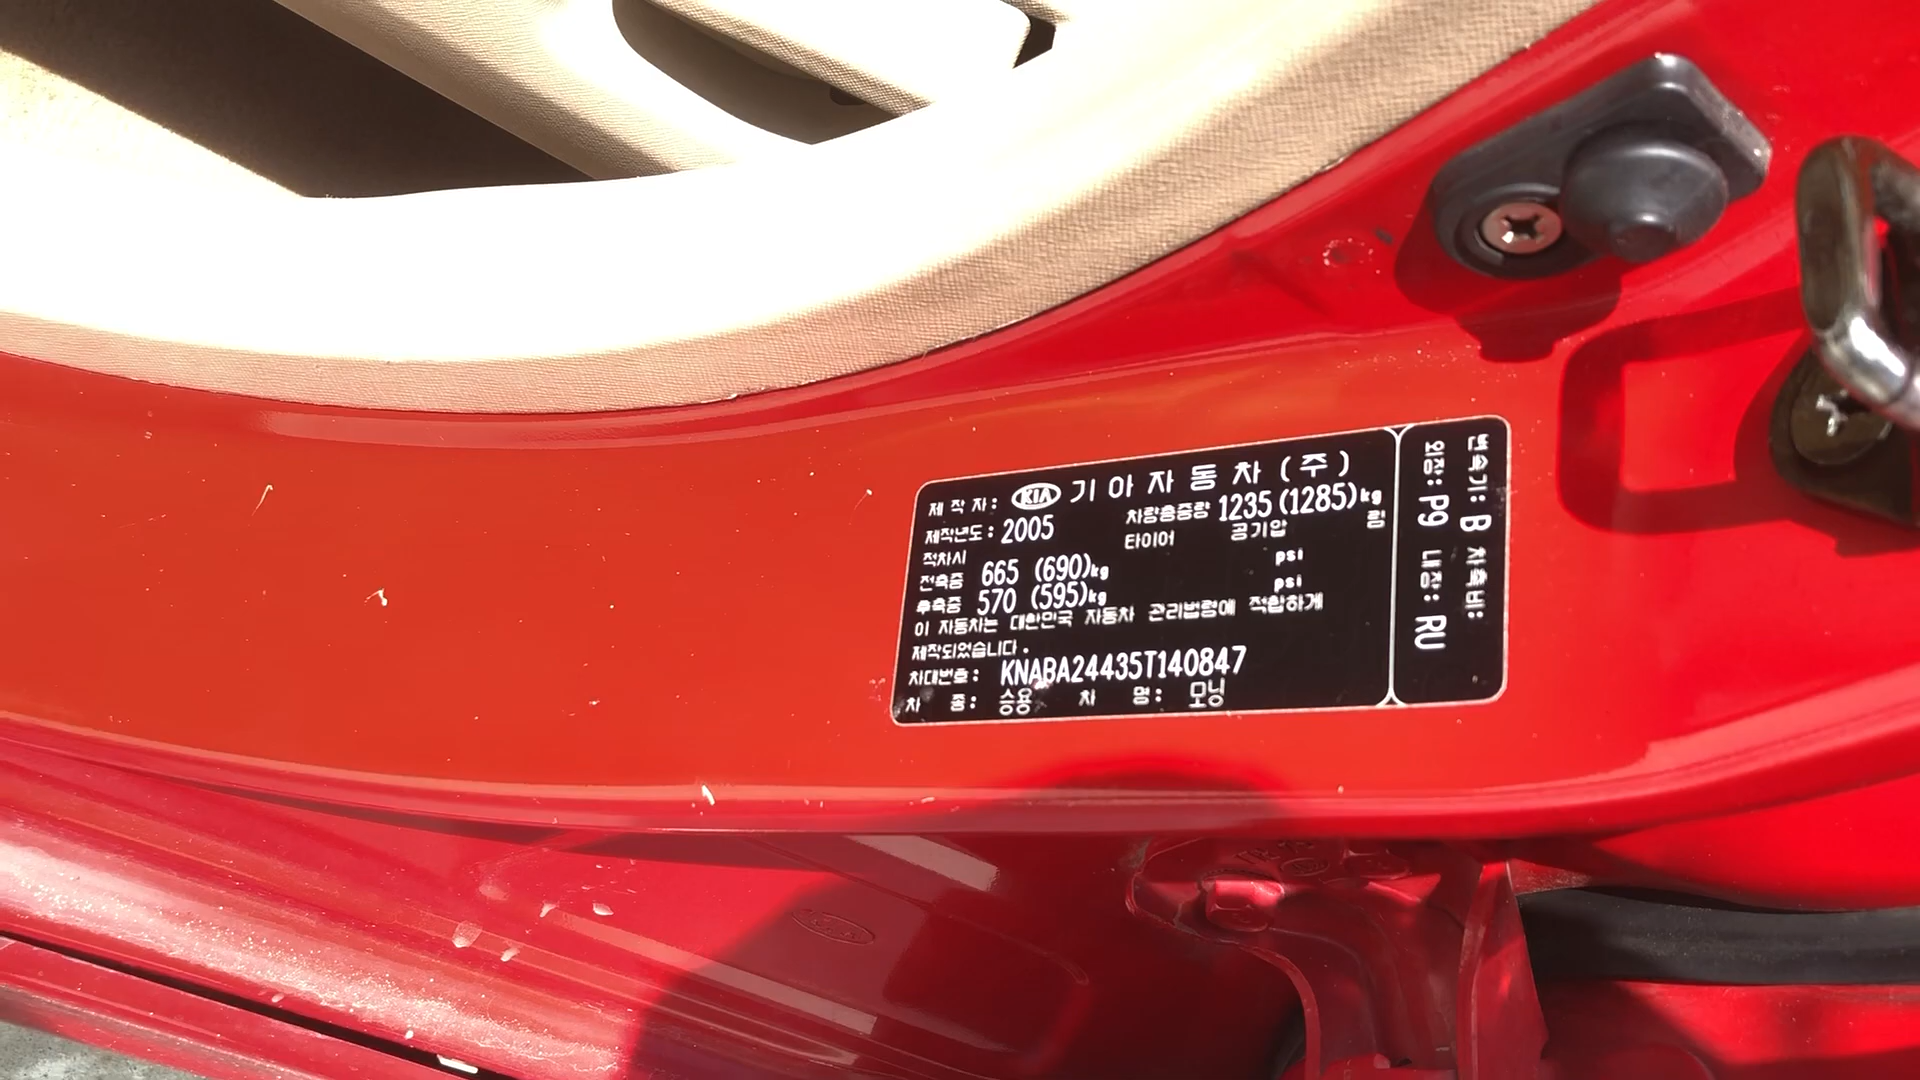 제작자: KIA 기아자동차(주)
제작년도: 2005 차량총중량 1235 (1285)kg
타이어 공기압 림
적차시 psi
전축중 665 (690)kg psi
후축중 570 (595)kg
이 자동차는 대한민국 자동차 관리법령에 적합하게
제작되었습니다.
차대번호: KNABA24435T140847
차 종: 승용 차 명: 모닝
변속기: B 차축비:
외장: P9 내장: RU